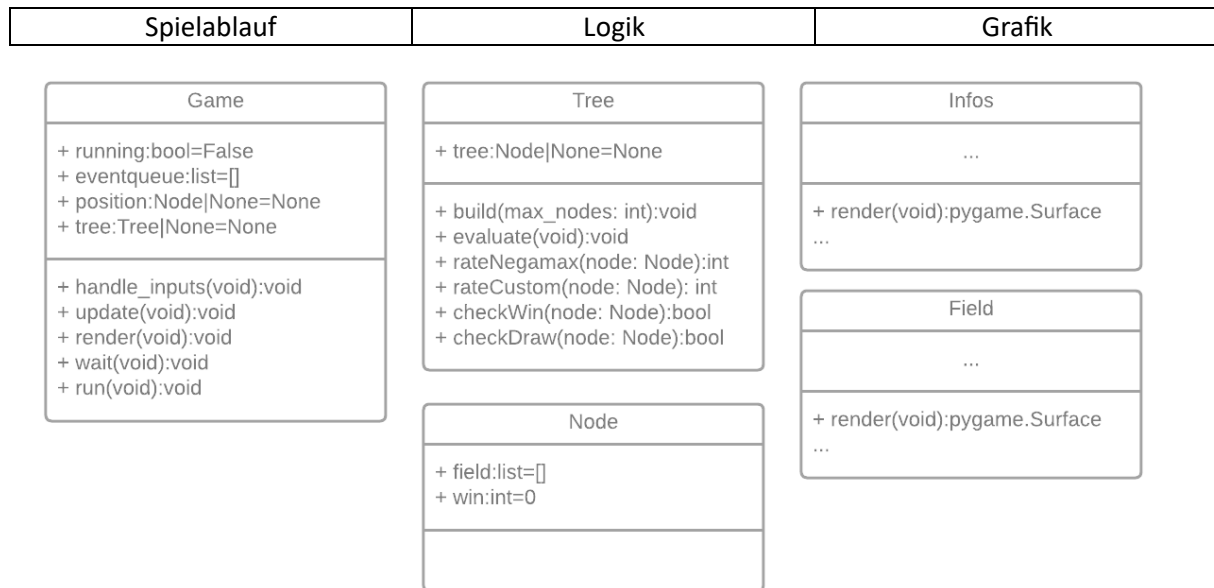 Spielablauf
Logik
Grafik
Game
+ running:bool=False
+ eventqueue:list=[]
+ position:Node|None=None
+ tree:Tree|None=None
+ handle_inputs(void):void
+ update(void):void
+ render(void):void
+ wait(void):void
+ run(void):void
Tree
+ tree:Node|None=None
+ build(max_nodes: int):void
+ evaluate(void):void
+ rateNegamax(node: Node):int
+ rateCustom(node: Node): int
+ checkWin(node: Node):bool
+ checkDraw(node: Node):bool
Node
+ field:list=[]
+ win:int=0
Infos
...
+ render(void):pygame.Surface
...
Field
...
+ render(void):pygame.Surface
...